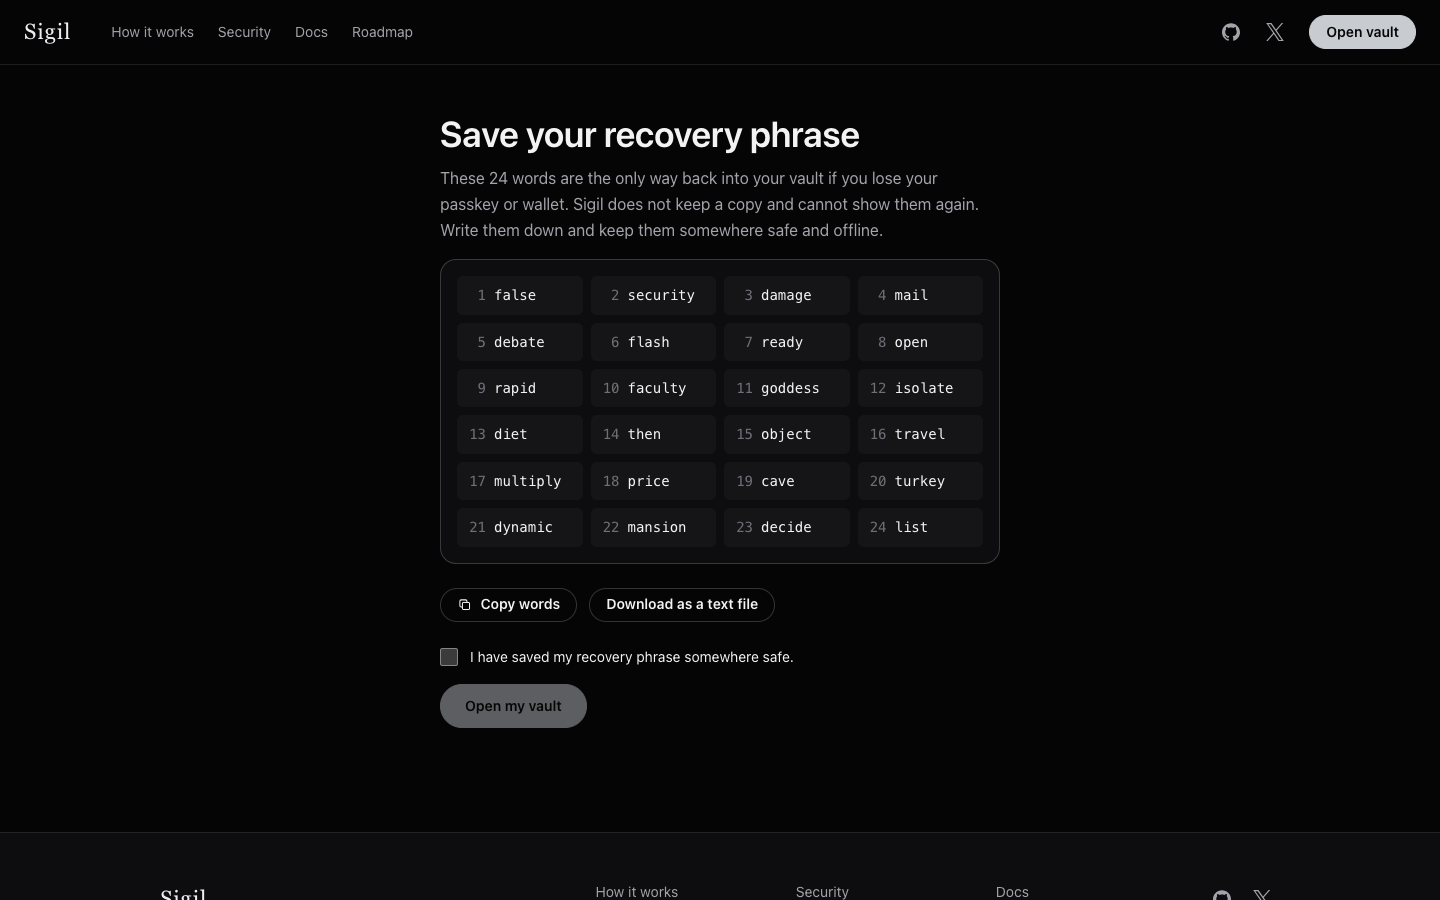 Sigil How it works Security Docs Roadmap Open vault
Save your recovery phrase
These 24 words are the only way back into your vault if you lose your
passkey or wallet. Sigil does not keep a copy and cannot show them again.
Write them down and keep them somewhere safe and offline.
1 false 2 security 3 damage 4 mail
5 debate 6 flash 7 ready 8 open
9 rapid 10 faculty 11 goddess 12 isolate
13 diet 14 then 15 object 16 travel
17 multiply 18 price 19 cave 20 turkey
21 dynamic 22 mansion 23 decide 24 list
Copy words Download as a text file
I have saved my recovery phrase somewhere safe.
Open my vault
Sigil How it works Security Docs